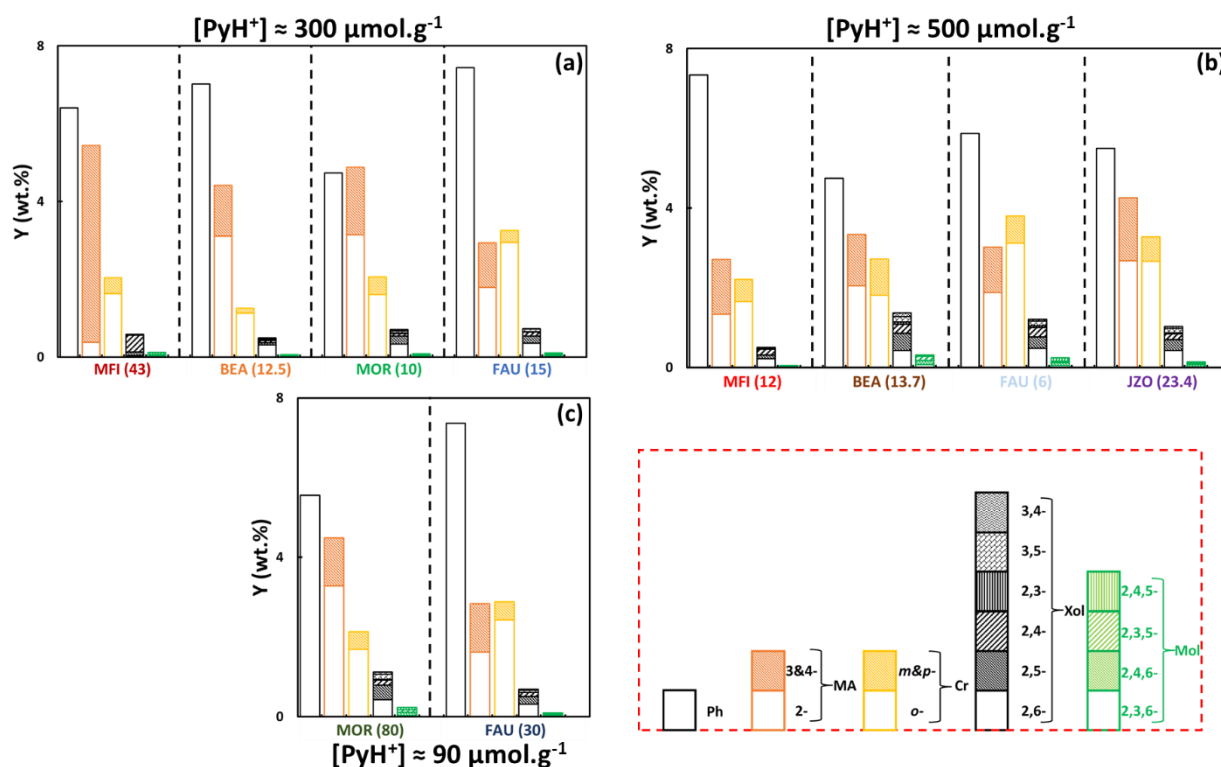 [PyH⁺] ≈ 300 µmol.g⁻¹
(a)
8
4
0
Y (wt.%)
MFI (43)
BEA (12.5)
MOR (10)
FAU (15)
[PyH⁺] ≈ 500 µmol.g⁻¹
(b)
8
4
0
Y (wt.%)
MFI (12)
BEA (13.7)
FAU (6)
JZO (23.4)
(c)
8
4
0
Y (wt.%)
MOR (80)
FAU (30)
[PyH⁺] ≈ 90 µmol.g⁻¹
Ph
3&4-
2-
MA
m&p-
o-
Cr
3,4-
3,5-
2,3-
2,4-
2,5-
2,6-
Xol
2,4,5-
2,3,5-
2,4,6-
2,3,6-
Mol